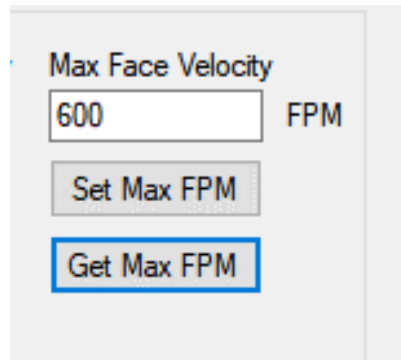 Max Face Velocity
600 FPM
Set Max FPM
Get Max FPM